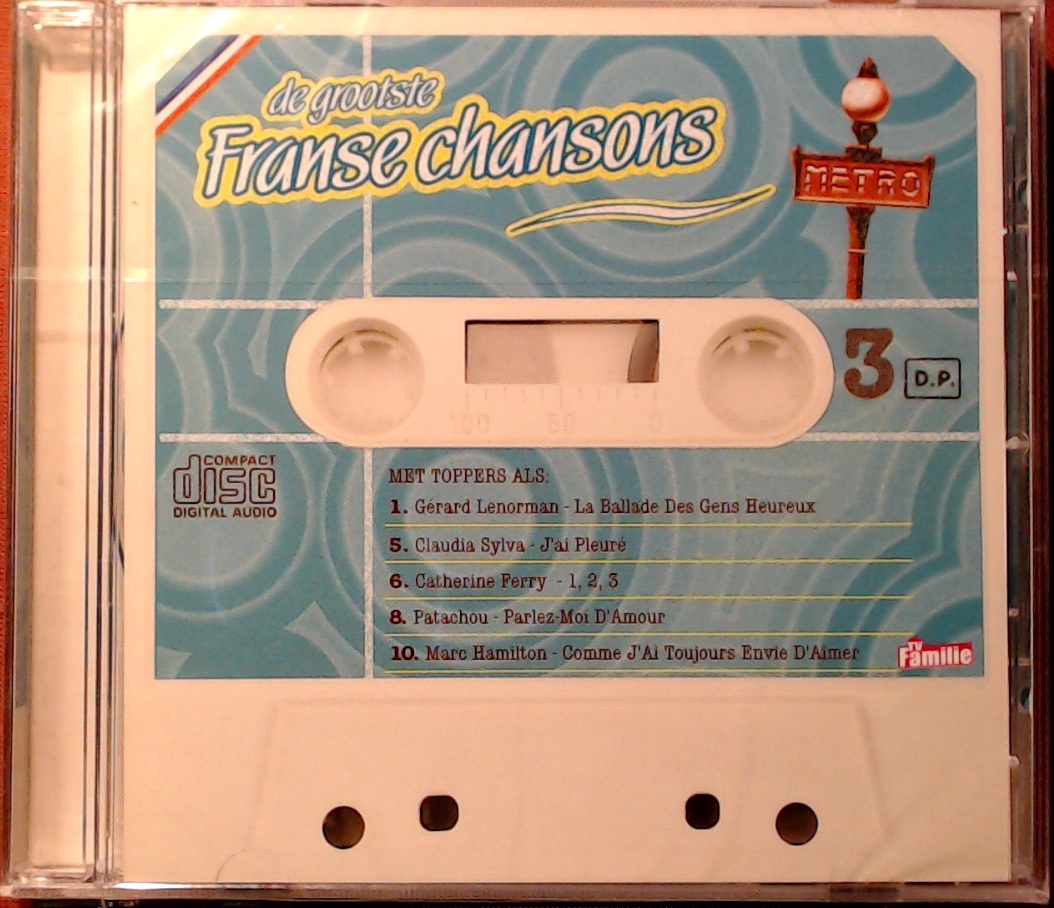 de grootste
Franse chansons
METRO
3 D.P.
100 50 0
COMPACT
disc
DIGITAL AUDIO
MET TOPPERS ALS:
1. Gérard Lenorman - La Ballade Des Gens Heureux
5. Claudia Sylva - J'ai Pleuré
6. Catherine Ferry - 1, 2, 3
8. Patachou - Parlez-Moi D'Amour
10. Marc Hamilton - Comme J'Ai Toujours Envie D'Aimer
TV
Familie